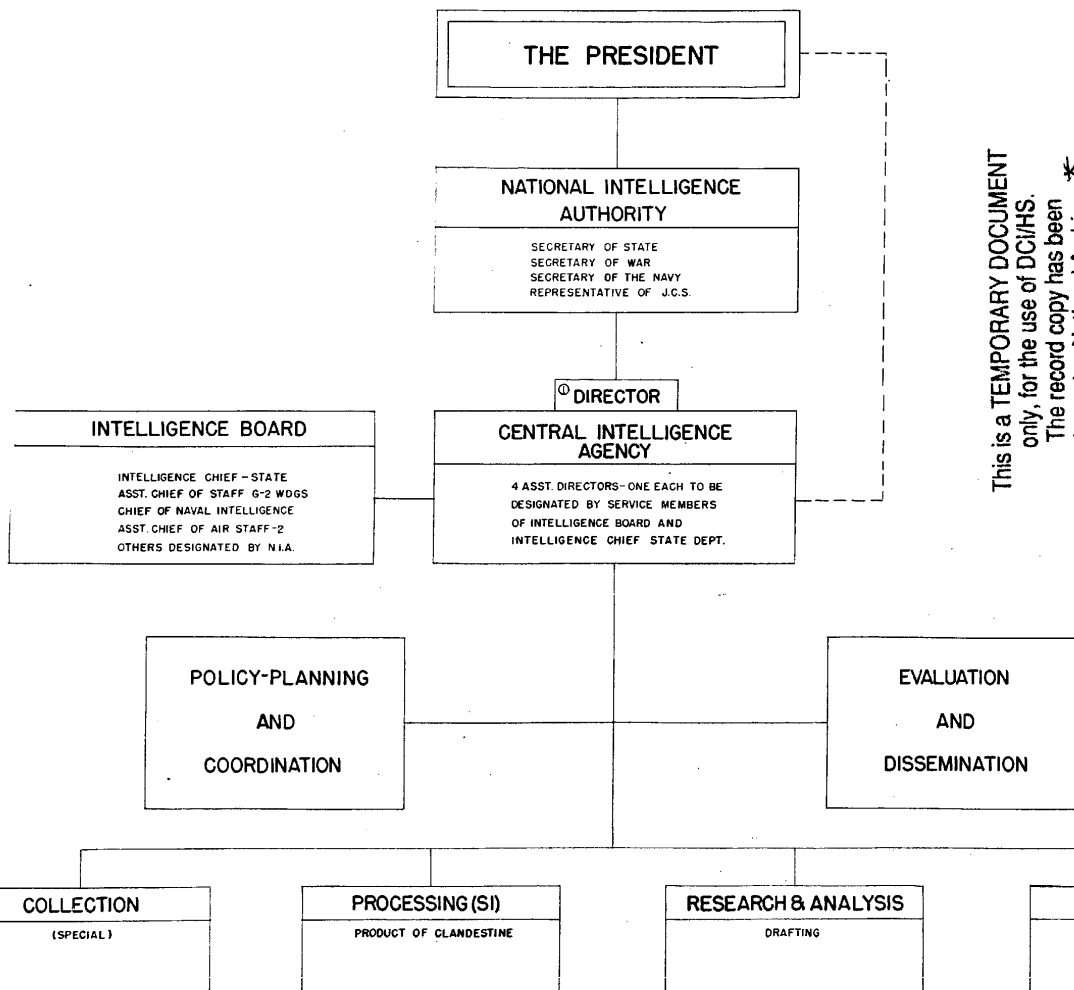 THE PRESIDENT
NATIONAL INTELLIGENCE
AUTHORITY
SECRETARY OF STATE
SECRETARY OF WAR
SECRETARY OF THE NAVY
REPRESENTATIVE OF J.C.S.
This is a TEMPORARY DOCUMENT
only, for the use of DCI/HS.
The record copy has been
① DIRECTOR
INTELLIGENCE BOARD
INTELLIGENCE CHIEF - STATE
ASST. CHIEF OF STAFF G-2 WDGS
CHIEF OF NAVAL INTELLIGENCE
ASST. CHIEF OF AIR STAFF-2
OTHERS DESIGNATED BY N.I.A.
CENTRAL INTELLIGENCE
AGENCY
4 ASST. DIRECTORS-ONE EACH TO BE
DESIGNATED BY SERVICE MEMBERS
OF INTELLIGENCE BOARD AND
INTELLIGENCE CHIEF STATE DEPT.
POLICY-PLANNING
AND
COORDINATION
EVALUATION
AND
DISSEMINATION
COLLECTION
(SPECIAL)
PROCESSING (SI)
PRODUCT OF CLANDESTINE
RESEARCH & ANALYSIS
DRAFTING